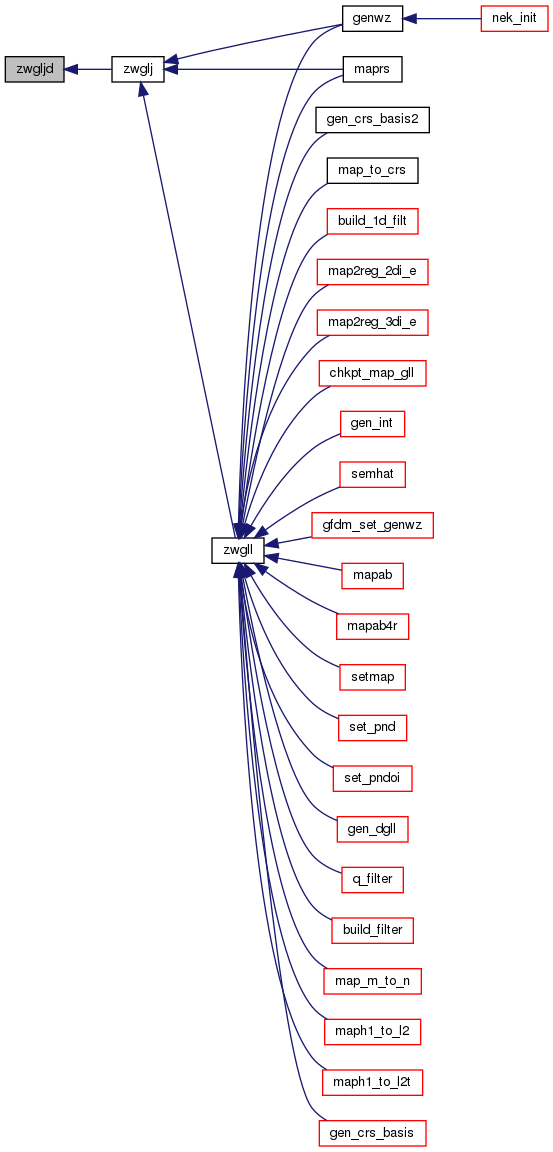 genwz
nek_init
zwgljd
zwglj
maprs
gen_crs_basis2
map_to_crs
build_1d_filt
map2reg_2di_e
map2reg_3di_e
chkpt_map_gll
gen_int
semhat
gfdm_set_genwz
zwgll
mapab
mapab4r
setmap
set_pnd
set_pndoi
gen_dgll
q_filter
build_filter
map_m_to_n
maph1_to_l2
maph1_to_l2t
gen_crs_basis